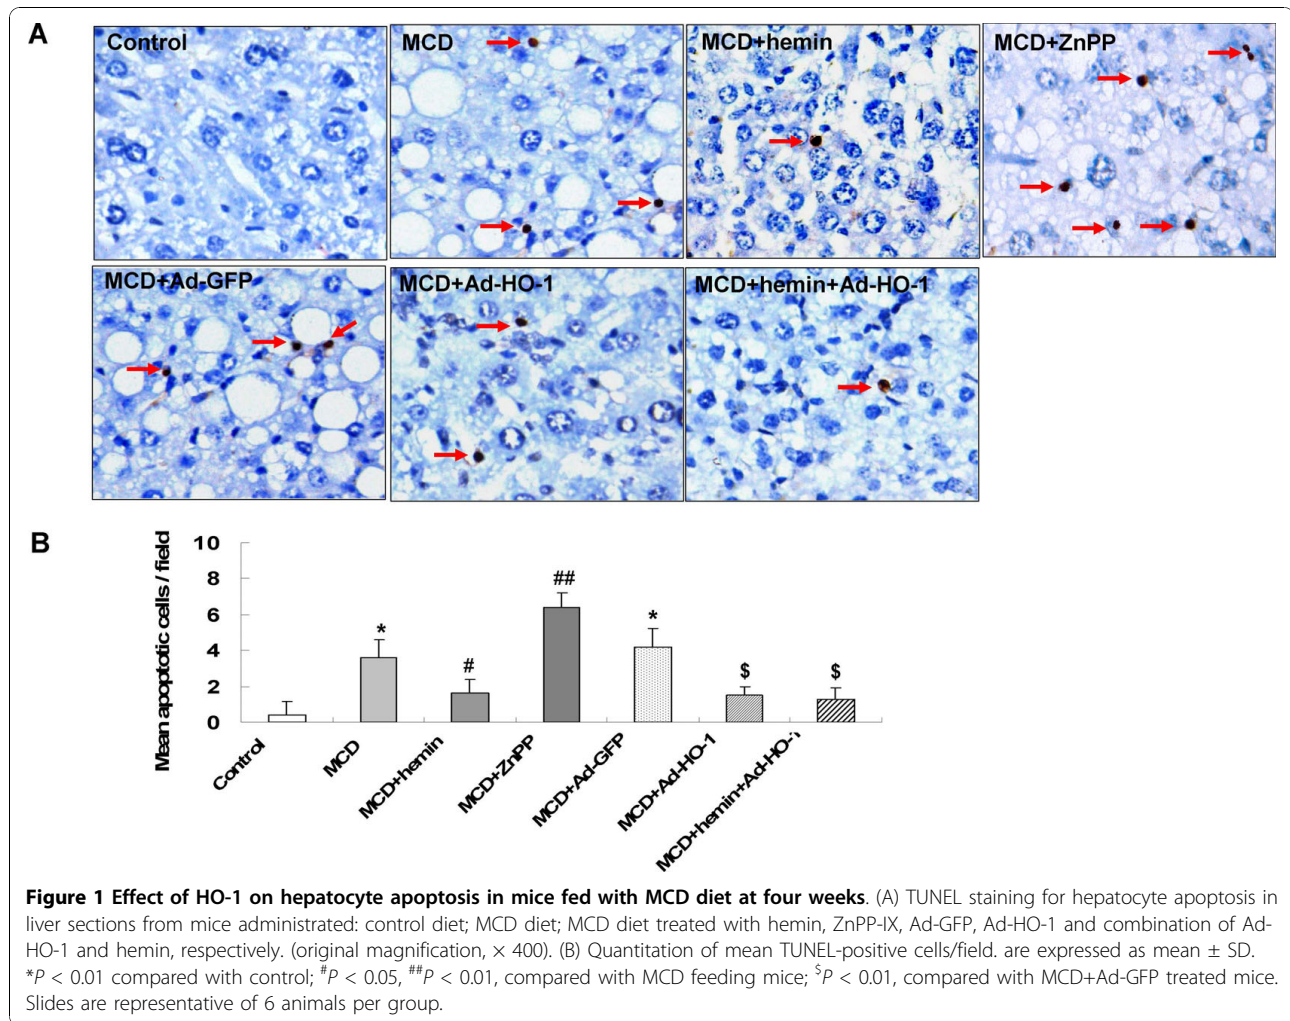 A
Control
MCD
MCD+hemin
MCD+ZnPP
MCD+Ad-GFP
MCD+Ad-HO-1
MCD+hemin+Ad-HO-1
B
Mean apoptotic cells / field
10
8
6
4
2
0
*
#
##
*
$
$
Control
MCD
MCD+hemin
MCD+ZnPP
MCD+Ad-GFP
MCD+Ad-HO-1
MCD+hemin+Ad-HO-1
Figure 1 Effect of HO-1 on hepatocyte apoptosis in mice fed with MCD diet at four weeks. (A) TUNEL staining for hepatocyte apoptosis in
liver sections from mice administrated: control diet; MCD diet; MCD diet treated with hemin, ZnPP-IX, Ad-GFP, Ad-HO-1 and combination of Ad-
HO-1 and hemin, respectively. (original magnification, × 400). (B) Quantitation of mean TUNEL-positive cells/field. are expressed as mean ± SD.
*P < 0.01 compared with control; #P < 0.05, ##P < 0.01, compared with MCD feeding mice; $P < 0.01, compared with MCD+Ad-GFP treated mice.
Slides are representative of 6 animals per group.